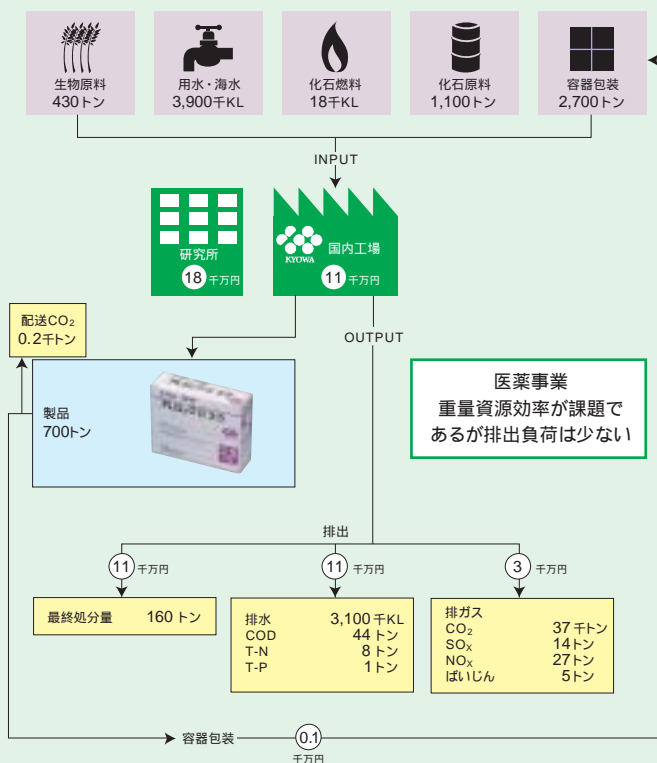 生物原料
430トン
用水・海水
3,900千KL
化石燃料
18千KL
化石原料
1,100トン
容器包装
2,700トン
INPUT
研究所
18 千万円
KYOWA
国内工場
11 千万円
配送CO₂
0.2千トン
OUTPUT
製品
700トン
医薬事業
重量資源効率が課題で
あるが排出負荷は少ない
排出
11 千万円
11 千万円
3 千万円
最終処分量 160 トン
排水 3,100 千KL
COD 44 トン
T-N 8 トン
T-P 1 トン
排ガス
CO₂ 37 千トン
SOX 14トン
NOX 27トン
ばいじん 5トン
容器包装 0.1
千万円